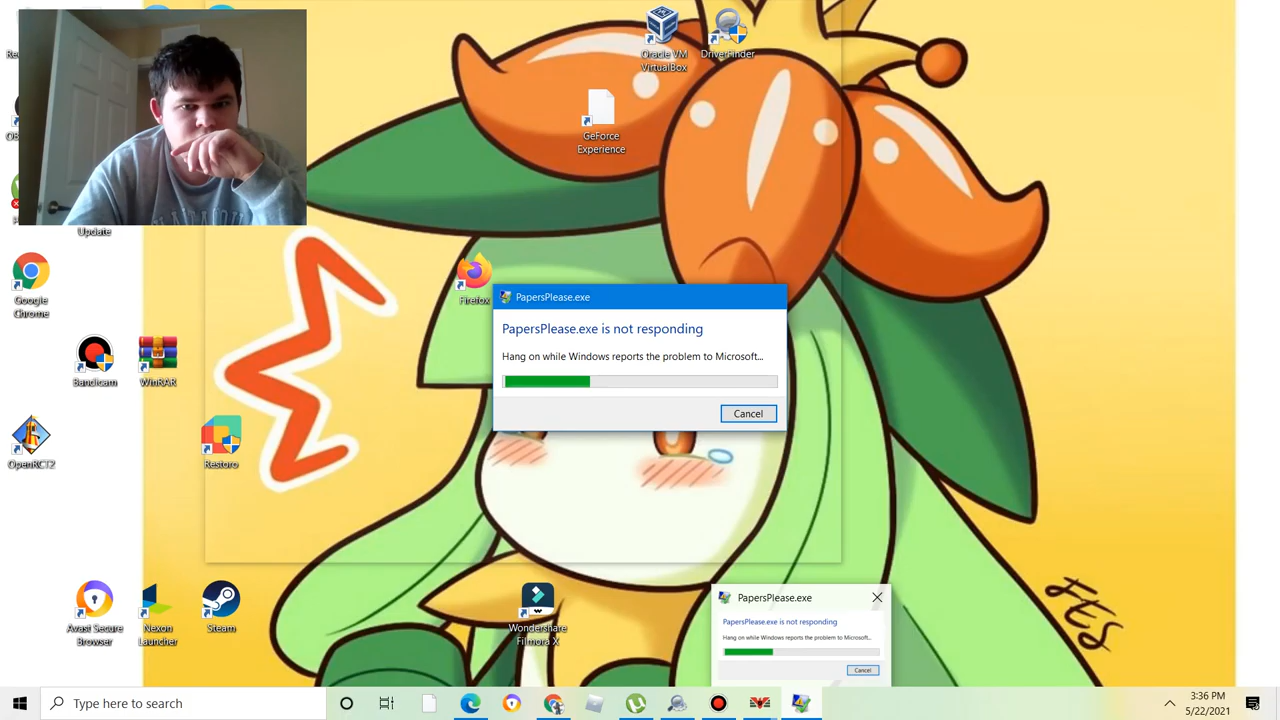 Oracle VM
VirtualBox
DriverFinder
GeForce
Experience
Update
Google
Chrome
Firefox
Bandicam
WinRAR
OpenRCT2
Restoro
PapersPlease.exe
PapersPlease.exe is not responding
Hang on while Windows reports the problem to Microsoft...
Cancel
FES
Avast Secure
Browser
Nexon
Launcher
Steam
Wondershare
Filmora X
PapersPlease.exe
PapersPlease.exe is not responding
Hang on while Windows reports the problem to Microsoft...
Cancel
Type here to search
3:36 PM
5/22/2021